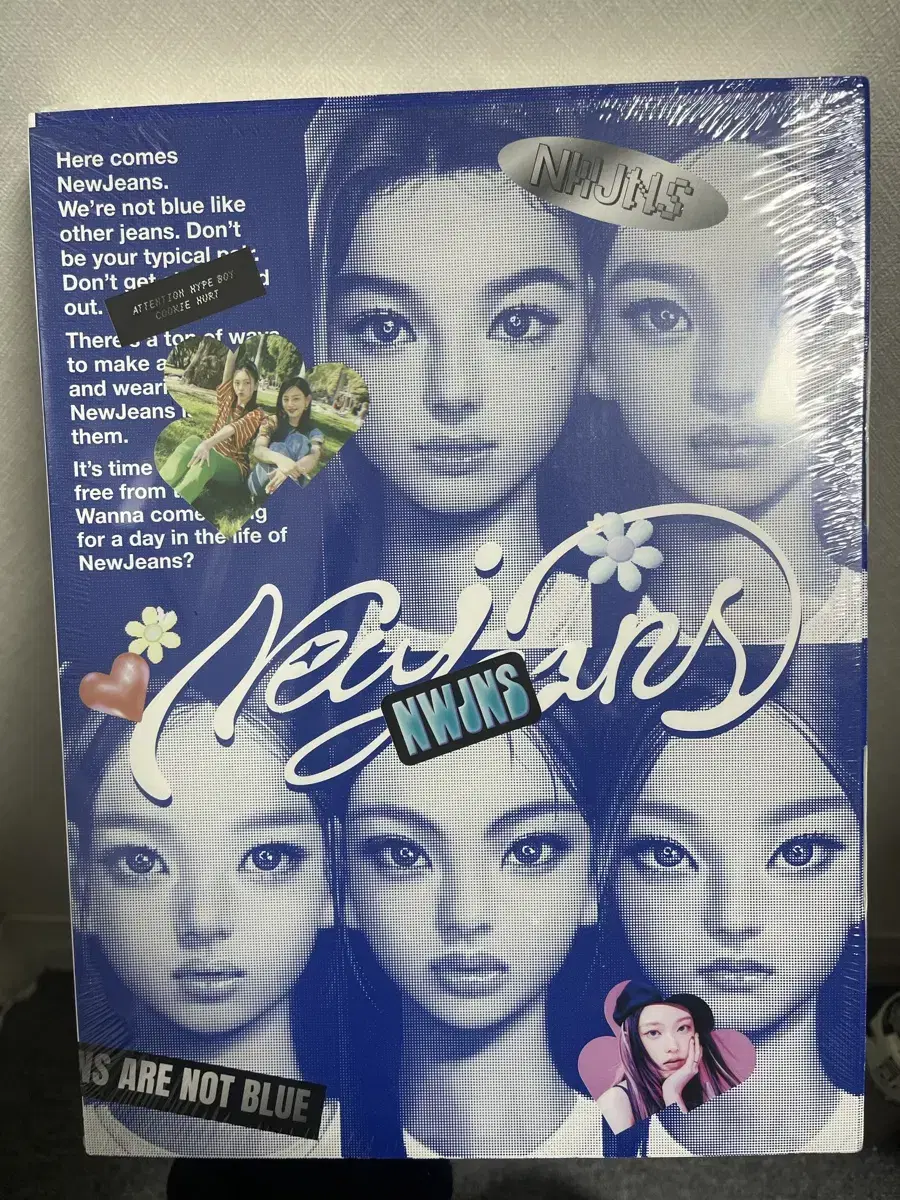 Here comes
NewJeans.
We're not blue like
other jeans. Don't
be your typical
Don't get
out.
ATTENTION HYPE BOY
COOKIE HURT
a ton of ways
to make a
and
NewJeans
them.
It's time
free from
Wanna come
for a day in the life of
NewJeans?
NWJNS
NewJeans
NWJNS
ARE NOT BLUE